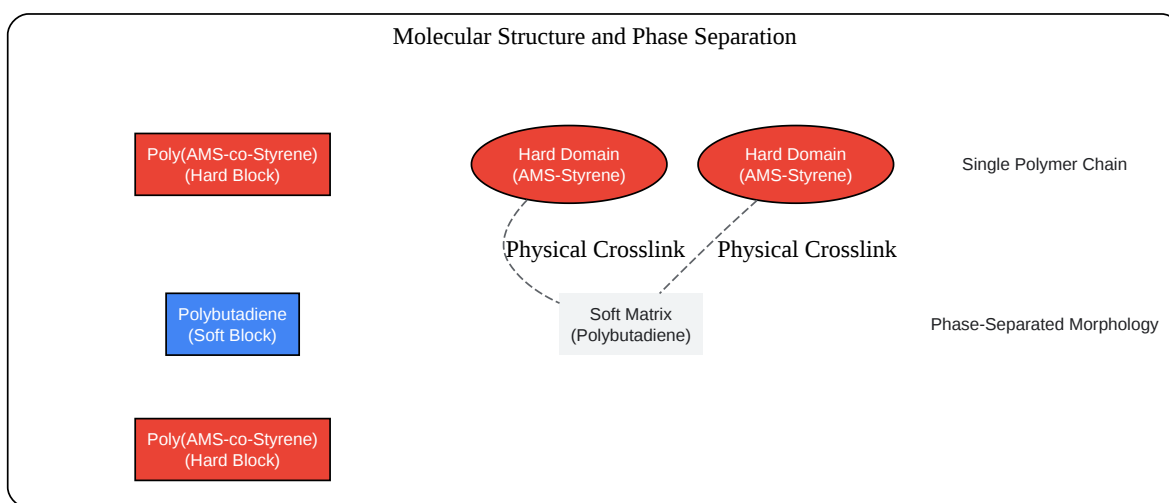 Molecular Structure and Phase Separation
Poly(AMS-co-Styrene)
(Hard Block)
Hard Domain
(AMS-Styrene)
Hard Domain
(AMS-Styrene)
Single Polymer Chain
Physical Crosslink
Physical Crosslink
Polybutadiene
(Soft Block)
Soft Matrix
(Polybutadiene)
Phase-Separated Morphology
Poly(AMS-co-Styrene)
(Hard Block)